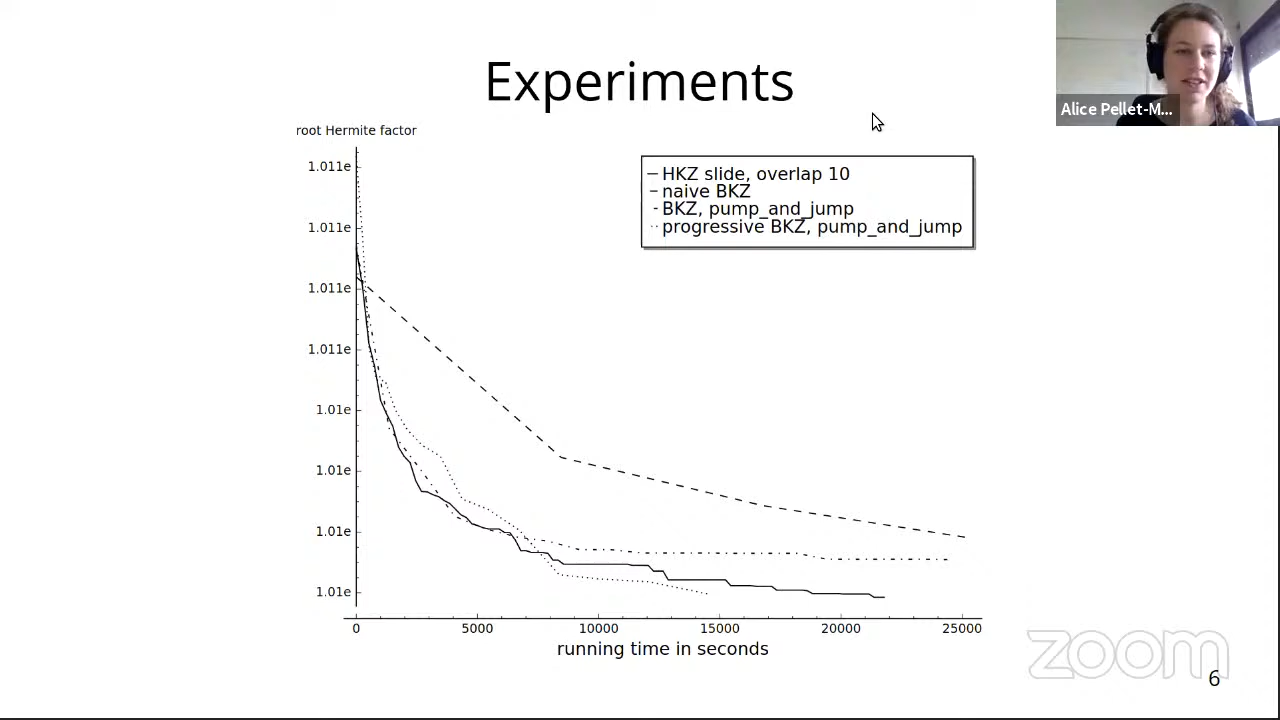 Experiments
Alice Pellet-M...
root Hermite factor
1.011e
1.011e
1.011e
1.011e
1.01e
1.01e
1.01e
1.01e
HKZ slide, overlap 10
naive BKZ
BKZ, pump_and_jump
progressive BKZ, pump_and_jump
0 5000 10000 15000 20000 25000
running time in seconds
zoom
6